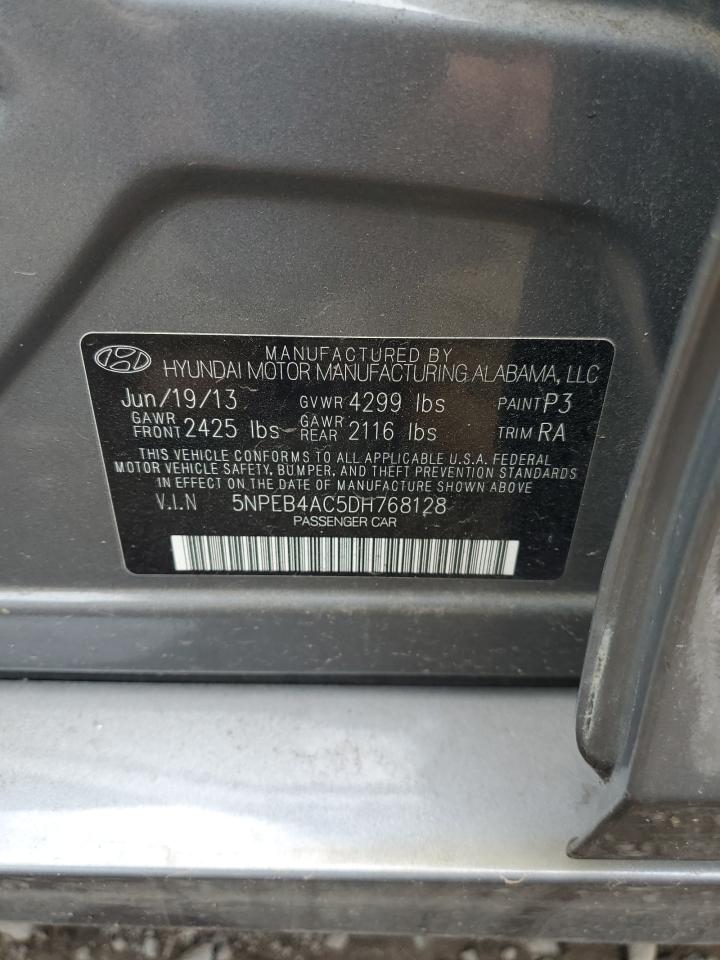 MANUFACTURED BY
HYUNDAI MOTOR MANUFACTURING ALABAMA, LLC
Jun/19/13 GVWR 4299 lbs PAINT P3
GAWR FRONT 2425 lbs GAWR REAR 2116 lbs TRIM RA
THIS VEHICLE CONFORMS TO ALL APPLICABLE U.S.A. FEDERAL
MOTOR VEHICLE SAFETY, BUMPER, AND THEFT PREVENTION STANDARDS
IN EFFECT ON THE DATE OF MANUFACTURE SHOWN ABOVE
V.I.N 5NPEB4AC5DH768128
PASSENGER CAR